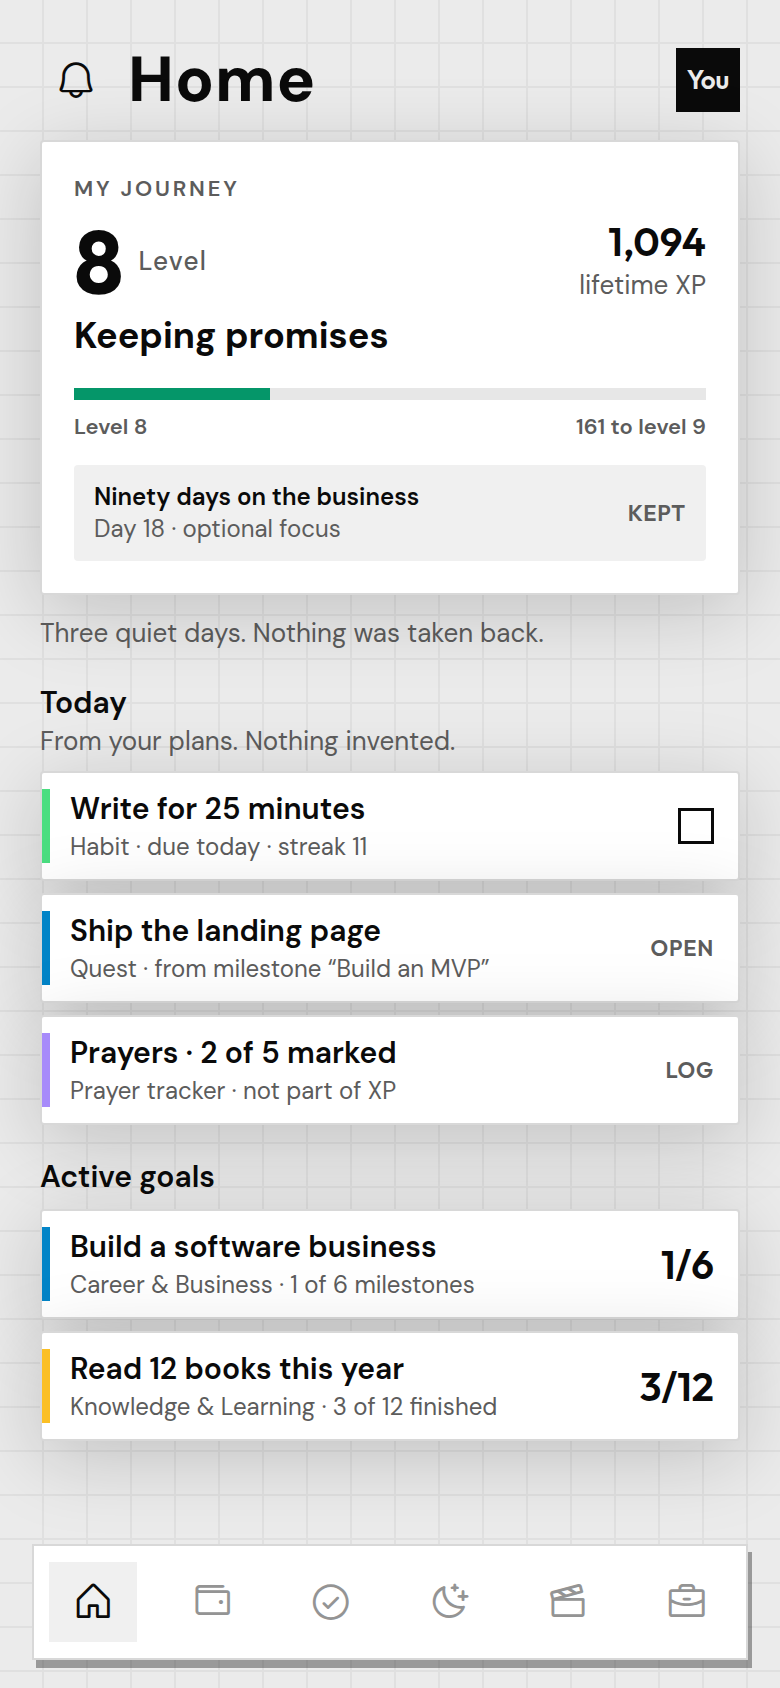 Home
You
MY JOURNEY
8 Level
1,094
lifetime XP
Keeping promises
Level 8
161 to level 9
Ninety days on the business
Day 18 · optional focus
KEPT
Three quiet days. Nothing was taken back.
Today
From your plans. Nothing invented.
Write for 25 minutes
Habit · due today · streak 11
Ship the landing page
Quest · from milestone “Build an MVP”
OPEN
Prayers · 2 of 5 marked
Prayer tracker · not part of XP
LOG
Active goals
Build a software business
Career & Business · 1 of 6 milestones
1/6
Read 12 books this year
Knowledge & Learning · 3 of 12 finished
3/12